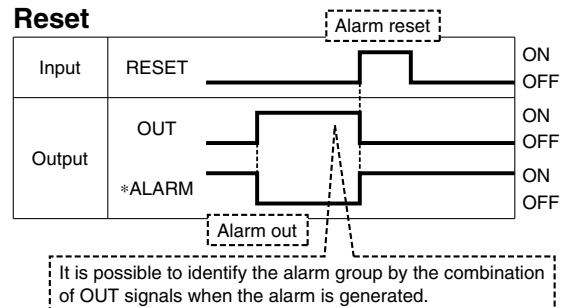 Reset
Alarm reset
Input RESET ON
OFF
Output OUT ON
OFF
*ALARM ON
OFF
Alarm out
It is possible to identify the alarm group by the combination
of OUT signals when the alarm is generated.